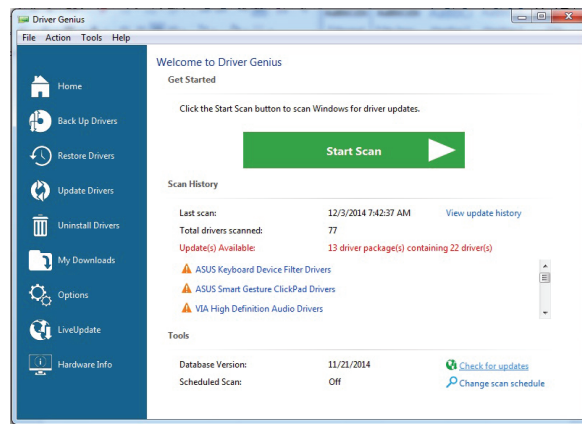 Driver Genius
File Action Tools Help
Home
Back Up Drivers
Restore Drivers
Update Drivers
Uninstall Drivers
My Downloads
Options
LiveUpdate
Hardware Info
Welcome to Driver Genius
Get Started
Click the Start Scan button to scan Windows for driver updates.
Start Scan
Scan History
Last scan: 12/3/2014 7:42:37 AM View update history
Total drivers scanned: 77
Update(s) Available: 13 driver package(s) containing 22 driver(s)
ASUS Keyboard Device Filter Drivers
ASUS Smart Gesture ClickPad Drivers
VIA High Definition Audio Drivers
Tools
Database Version: 11/21/2014 Check for updates
Scheduled Scan: Off Change scan schedule